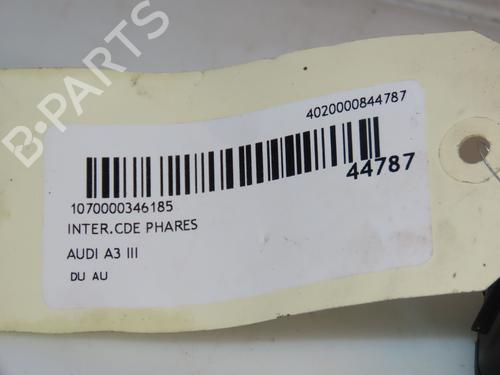 B-PARTS
4020000844787
44787
1070000346185
INTER.CDE PHARES
AUDI A3 III
DU AU